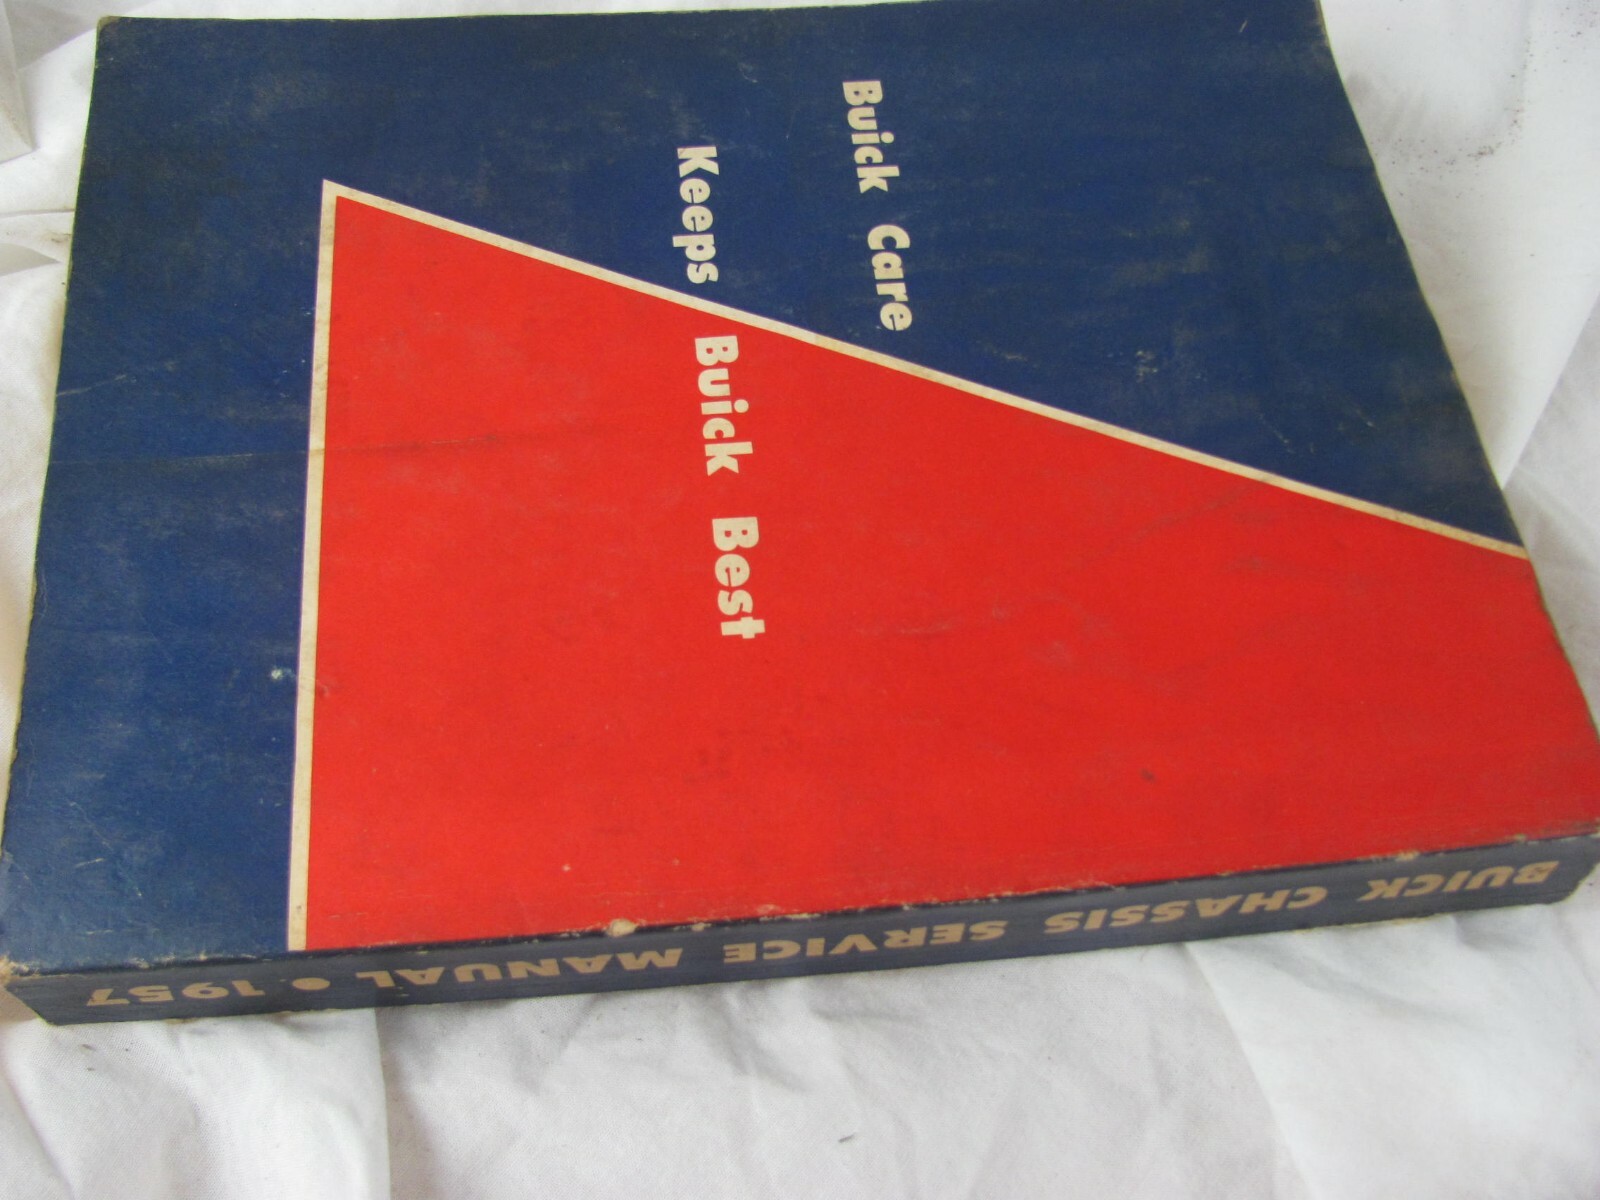 Buick Care
Keeps Buick Best
BUICK CHASSIS SERVICE MANUAL • 1957